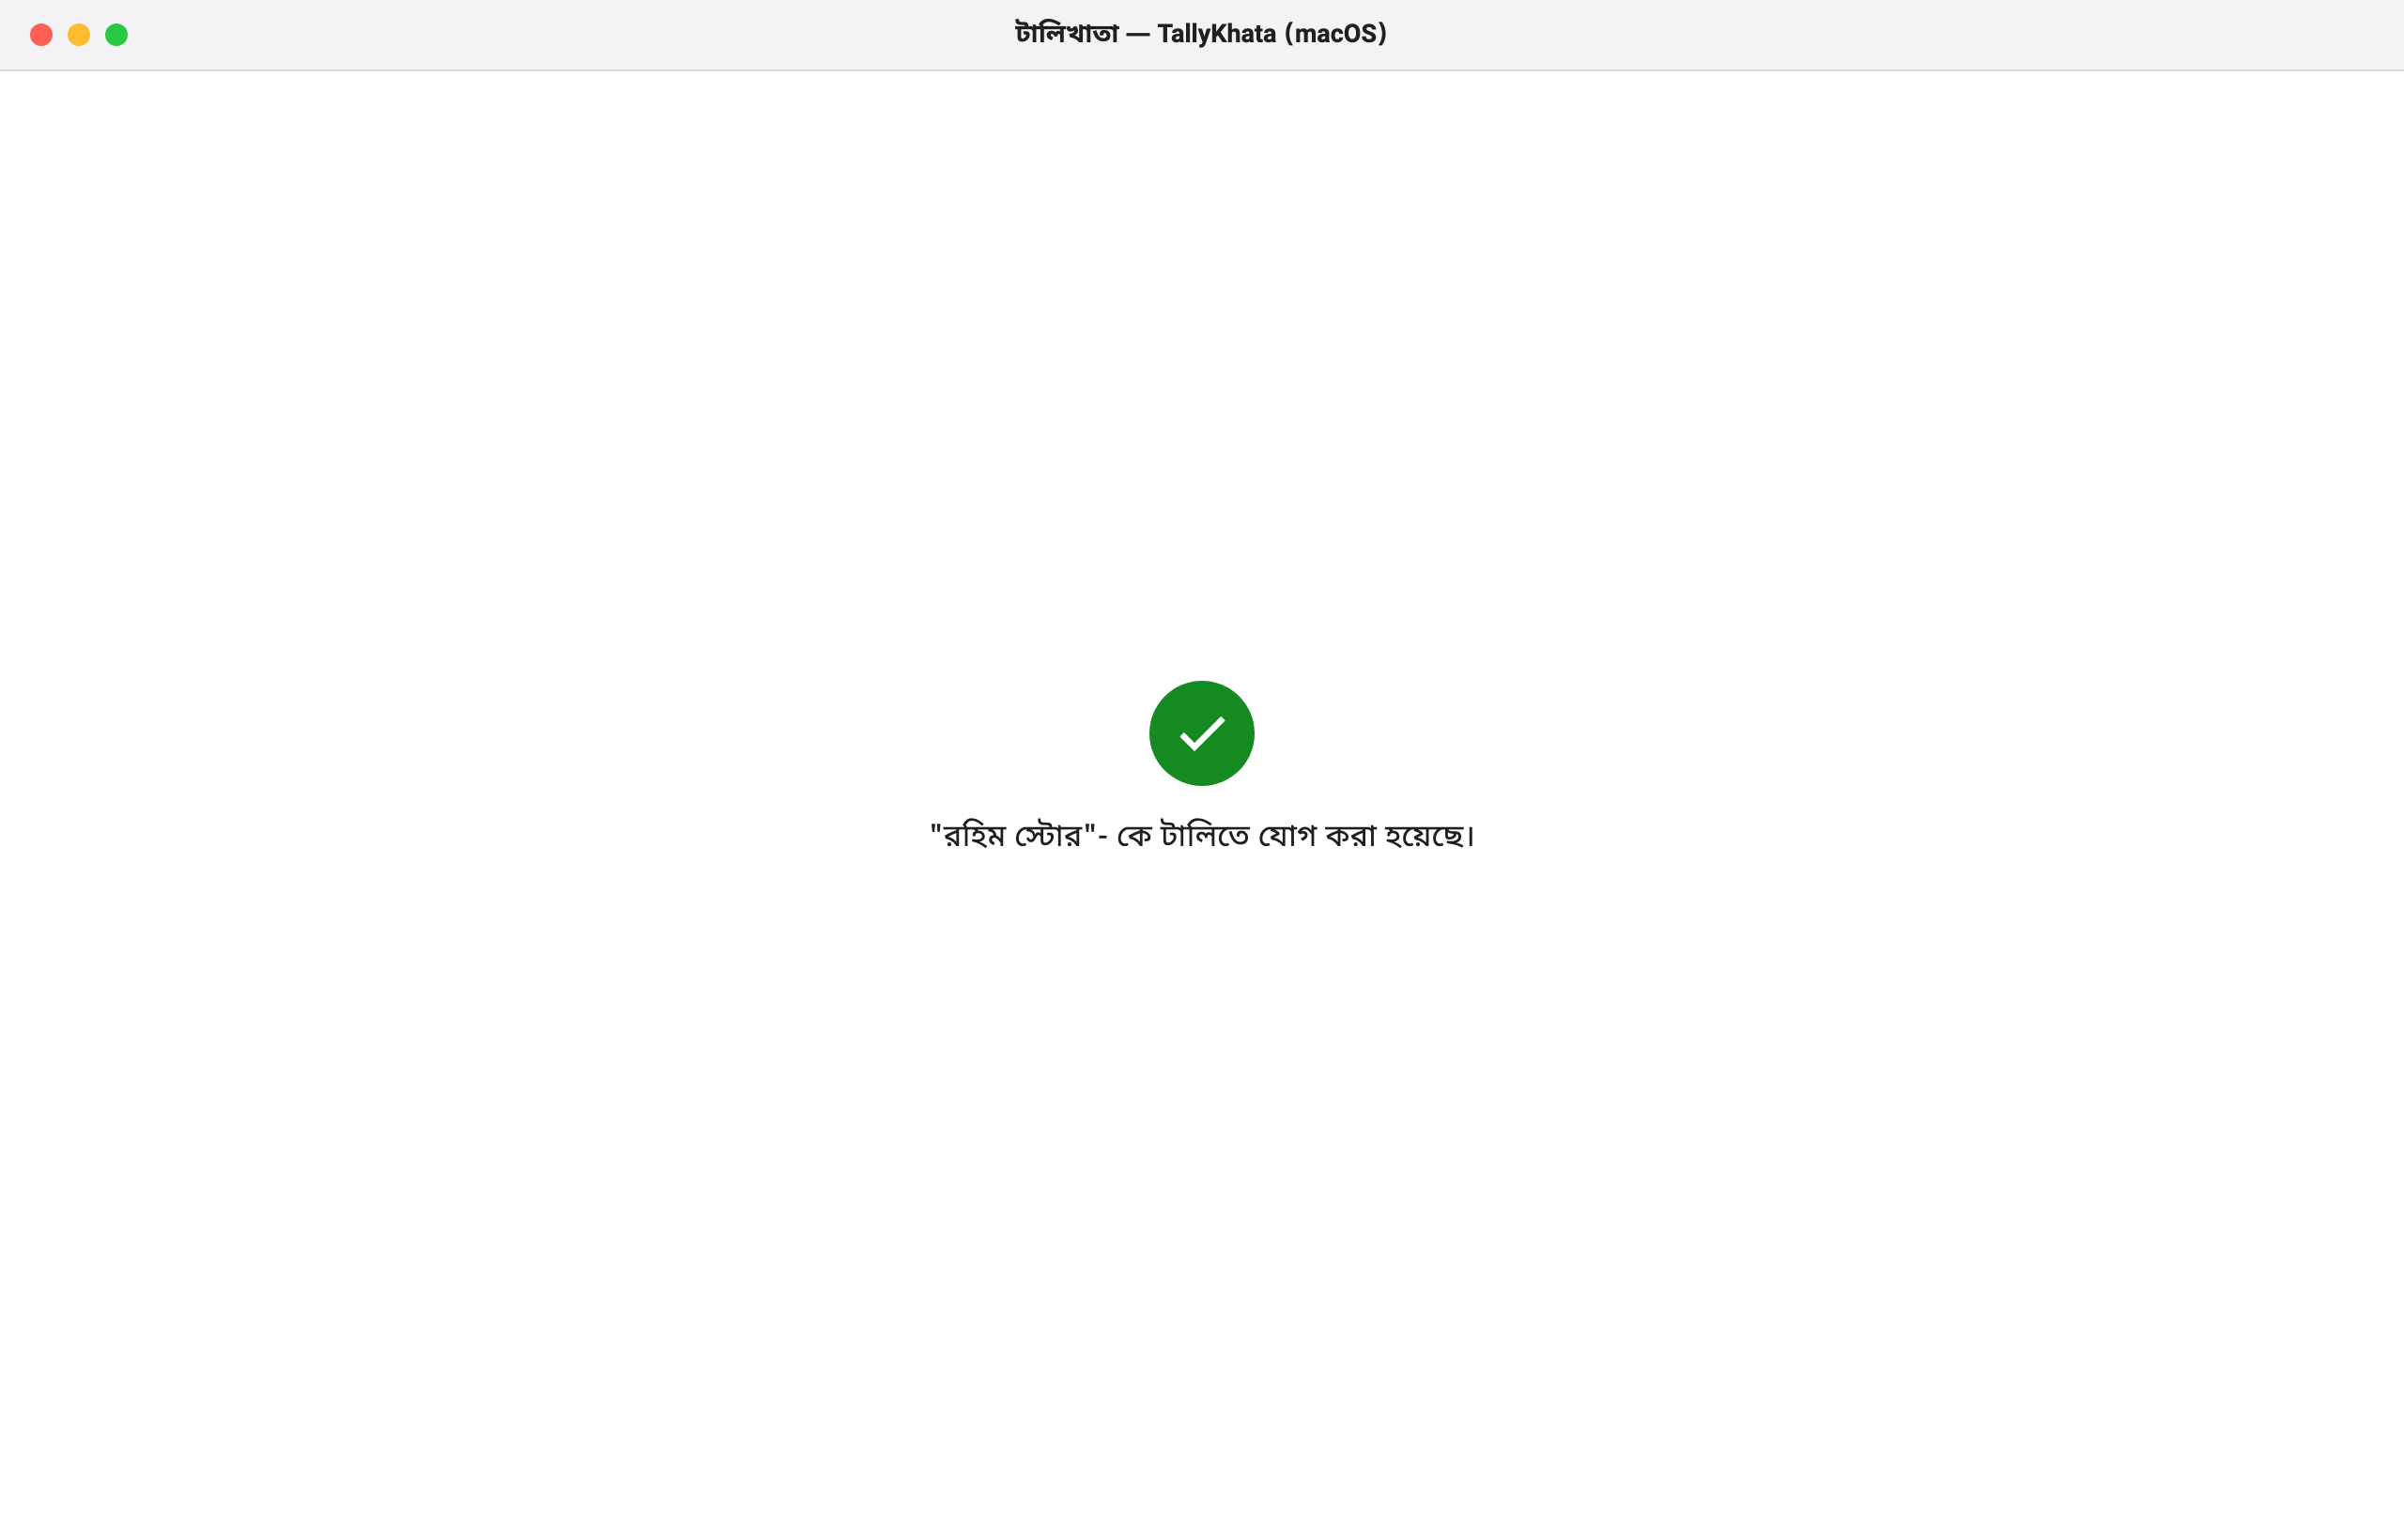 টালিখাতা — TallyKhata (macOS)
"রহিম স্টোর"- কে টালিতে যোগ করা হয়েছে।